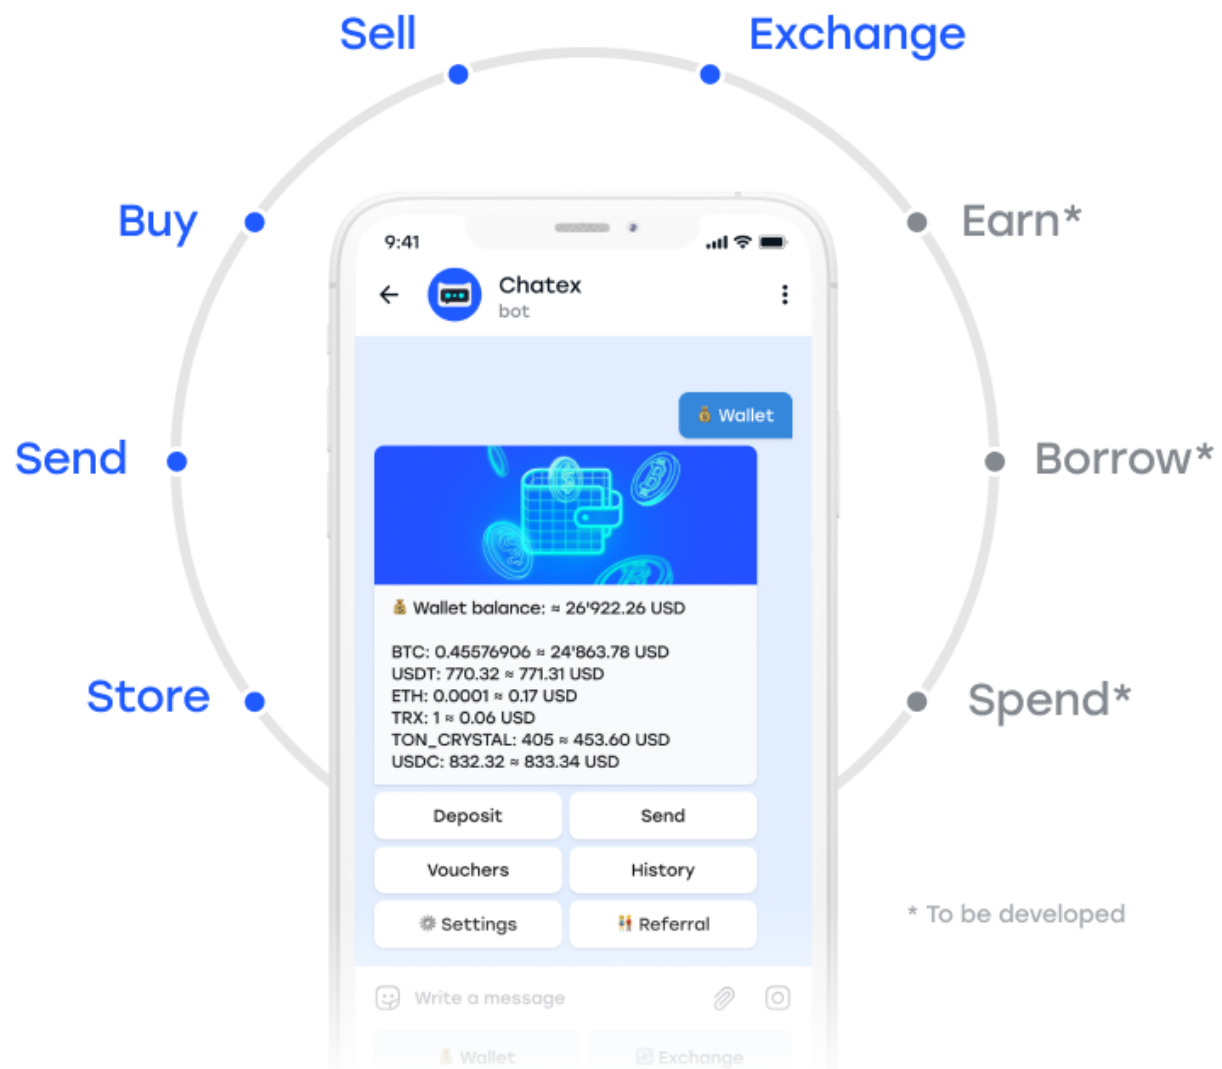 Sell
Exchange
Buy
Earn*
Send
Borrow*
Store
Spend*
9:41
Chatex
bot
💰 Wallet
💰 Wallet balance: ≈ 26'922.26 USD
BTC: 0.45576906 ≈ 24'863.78 USD
USDT: 770.32 ≈ 771.31 USD
ETH: 0.0001 ≈ 0.17 USD
TRX: 1 ≈ 0.06 USD
TON_CRYSTAL: 405 ≈ 453.60 USD
USDC: 832.32 ≈ 833.34 USD
Deposit
Send
Vouchers
History
⚙️ Settings
👬 Referral
* To be developed
Write a message
💰 Wallet
Exchange